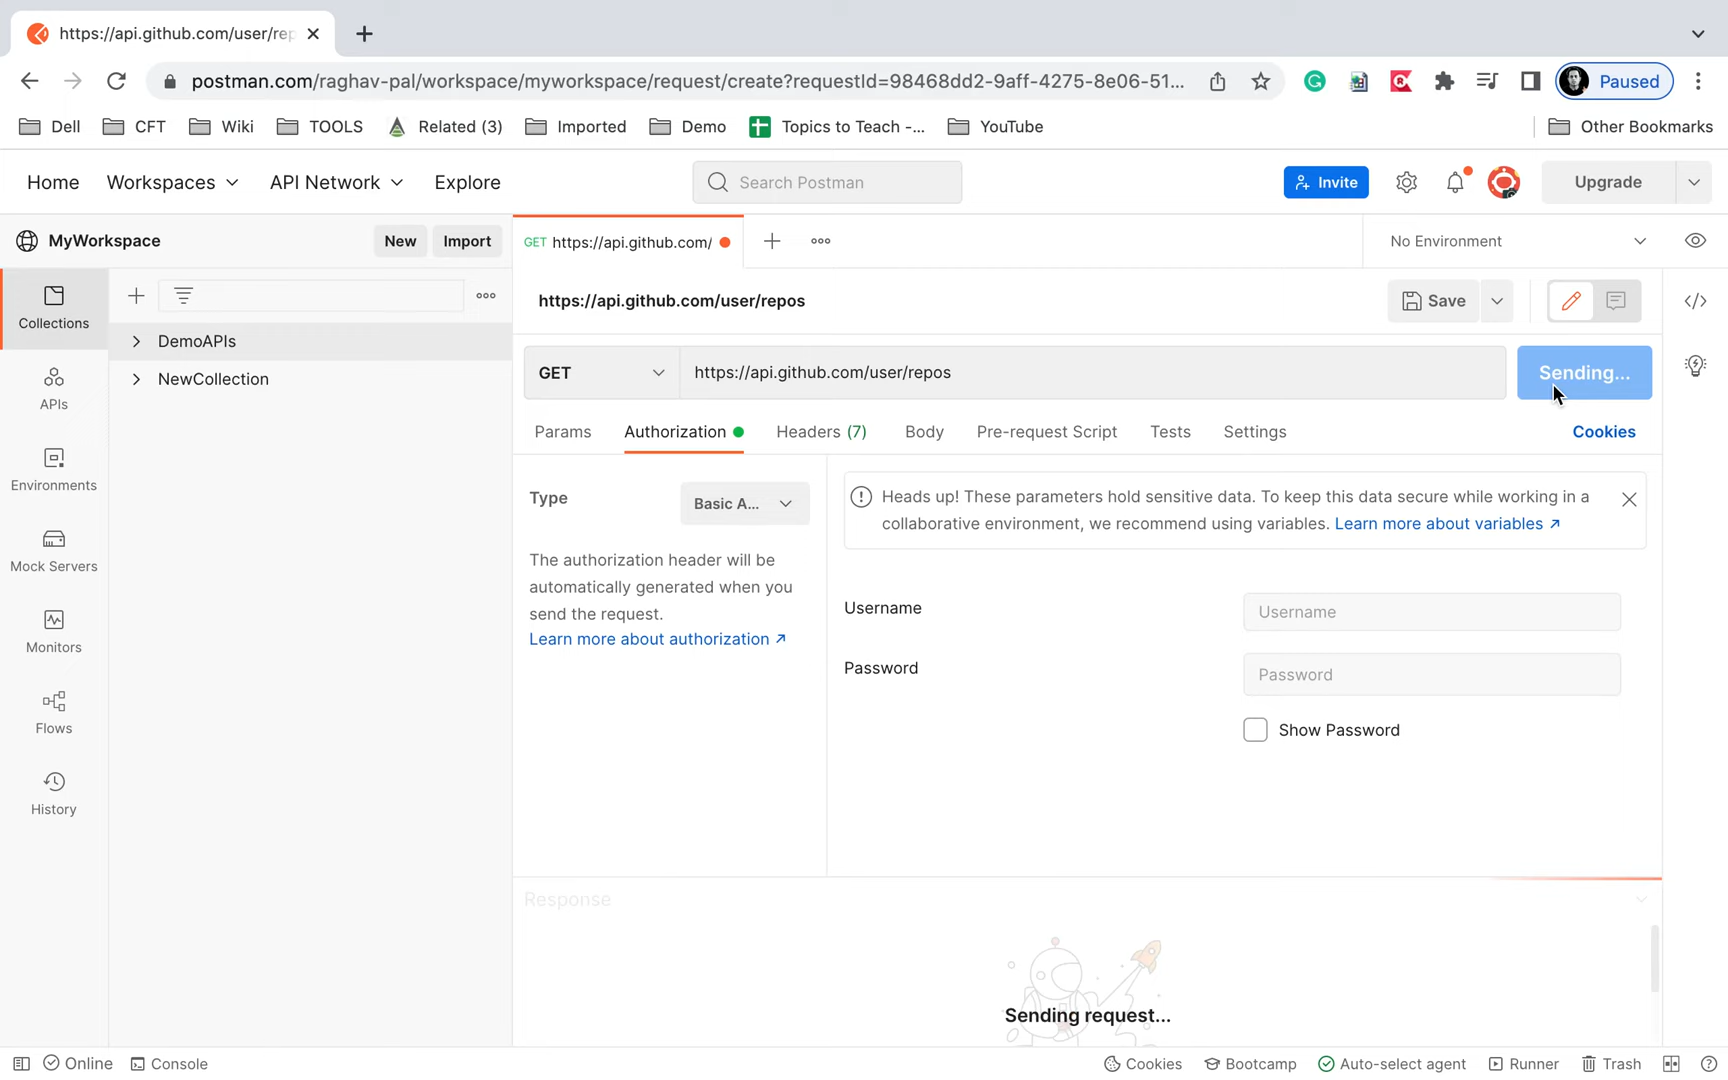 https://api.github.com/user/rep
postman.com/raghav-pal/workspace/myworkspace/request/create?requestId=98468dd2-9aff-4275-8e06-51...
Paused
Dell
CFT
Wiki
TOOLS
Related (3)
Imported
Demo
Topics to Teach -...
YouTube
Other Bookmarks
Home
Workspaces
API Network
Explore
Search Postman
Invite
Upgrade
MyWorkspace
New
Import
GET https://api.github.com/
No Environment
Collections
APIs
Environments
Mock Servers
Monitors
Flows
History
DemoAPIs
NewCollection
https://api.github.com/user/repos
Save
GET
https://api.github.com/user/repos
Sending...
Params
Authorization
Headers (7)
Body
Pre-request Script
Tests
Settings
Cookies
Type
Basic A...
The authorization header will be
automatically generated when you
send the request.
Learn more about authorization ↗
Heads up! These parameters hold sensitive data. To keep this data secure while working in a
collaborative environment, we recommend using variables. Learn more about variables ↗
Username
Username
Password
Password
Show Password
Response
Sending request...
Online
Console
Cookies
Bootcamp
Auto-select agent
Runner
Trash